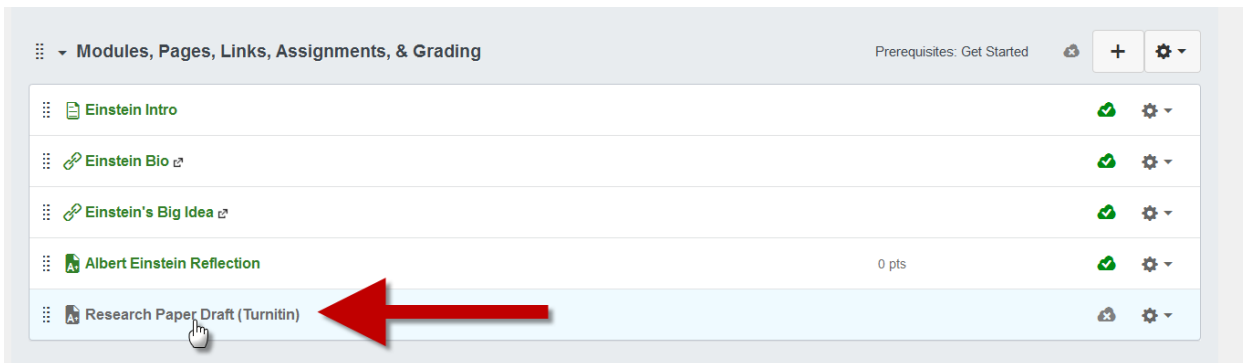 Modules, Pages, Links, Assignments, & Grading
Prerequisites: Get Started
Einstein Intro
Einstein Bio
Einstein's Big Idea
Albert Einstein Reflection
0 pts
Research Paper Draft (Turnitin)